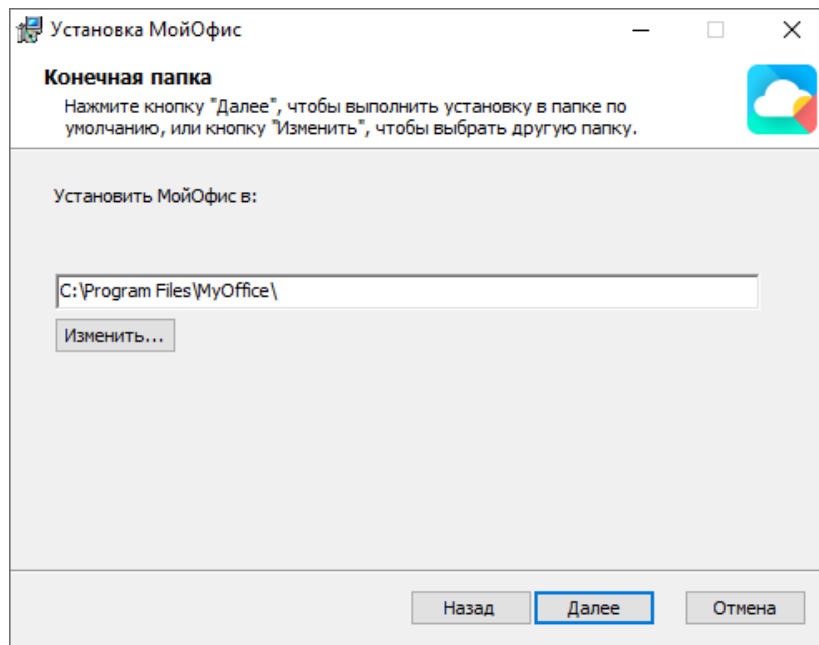 Установка МойОфис
Конечная папка
Нажмите кнопку "Далее", чтобы выполнить установку в папке по
умолчанию, или кнопку "Изменить", чтобы выбрать другую папку.
Установить МойОфис в:
C:\Program Files\MyOffice\
Изменить...
Назад Далее Отмена